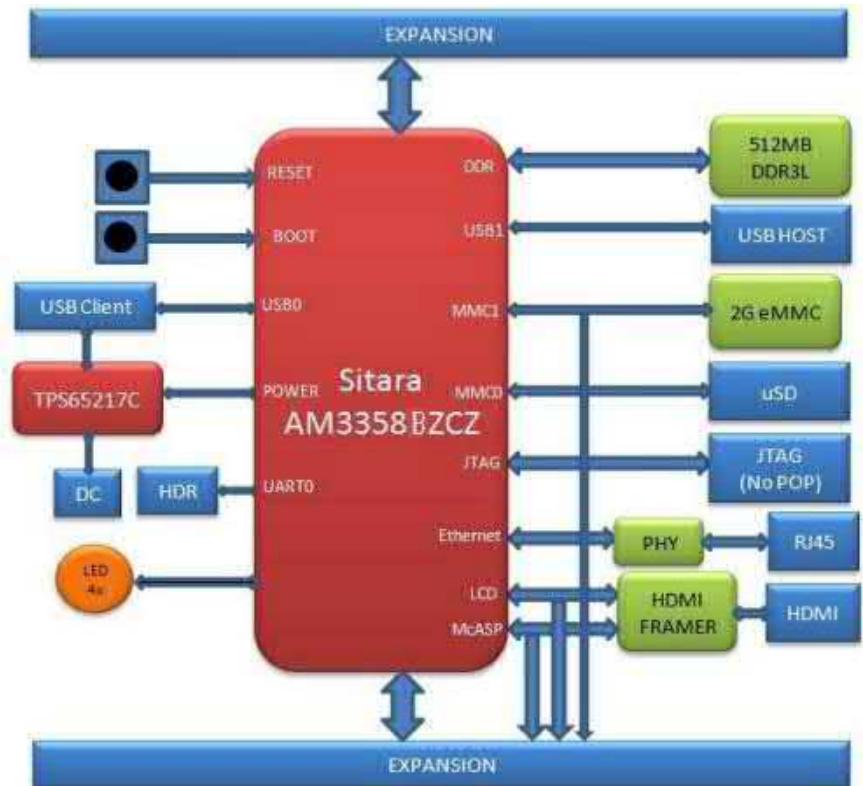 EXPANSION
RESET
BOOT
USB0
POWER
UART0
DDR
USB1
MMC1
MMC0
JTAG
Ethernet
LCD
McASP
Sitara
AM3358BZCZ
USB Client
TPS65217C
DC
HDR
LED
4x
512MB
DDR3L
USB HOST
2G eMMC
uSD
JTAG
(No POP)
PHY
RJ45
HDMI
FRAMER
HDMI
EXPANSION